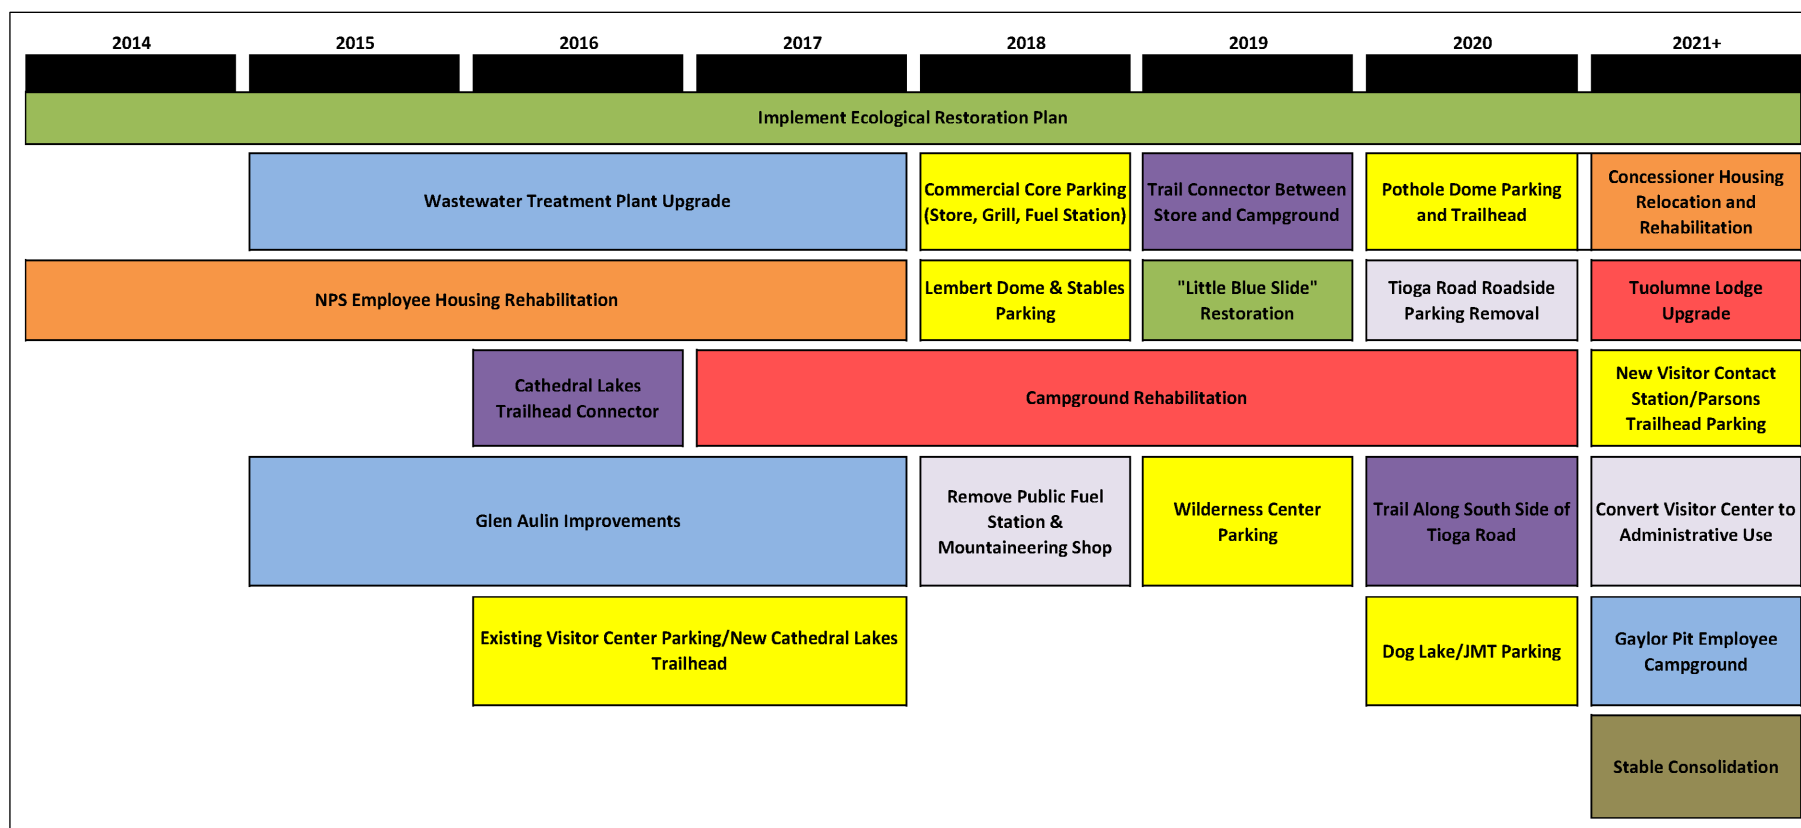 2014 2015 2016 2017 2018 2019 2020 2021+
Implement Ecological Restoration Plan
Wastewater Treatment Plant Upgrade
Commercial Core Parking
(Store, Grill, Fuel Station)
Trail Connector Between
Store and Campground
Pothole Dome Parking
and Trailhead
Concessioner Housing
Relocation and
Rehabilitation
NPS Employee Housing Rehabilitation
Lembert Dome & Stables
Parking
"Little Blue Slide"
Restoration
Tioga Road Roadside
Parking Removal
Tuolumne Lodge
Upgrade
Cathedral Lakes
Trailhead Connector
Campground Rehabilitation
New Visitor Contact
Station/Parsons
Trailhead Parking
Glen Aulin Improvements
Remove Public Fuel
Station &
Mountaineering Shop
Wilderness Center
Parking
Trail Along South Side of
Tioga Road
Convert Visitor Center to
Administrative Use
Existing Visitor Center Parking/New Cathedral Lakes
Trailhead
Dog Lake/JMT Parking
Gaylor Pit Employee
Campground
Stable Consolidation